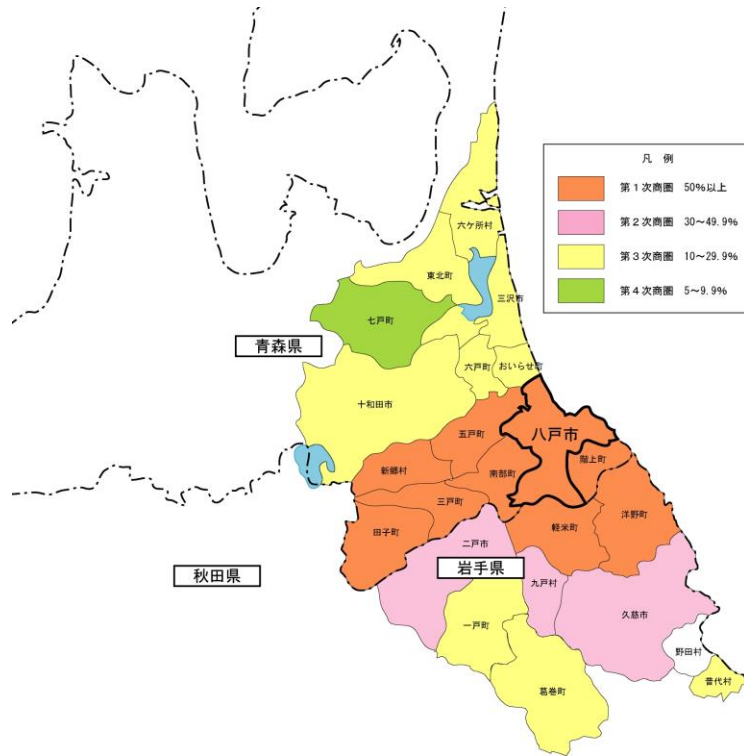 凡 例
第1次商圏 50%以上
第2次商圏 30～49.9%
第3次商圏 10～29.9%
第4次商圏 5～9.9%
六ケ所村
東北町
三沢市
七戸町
青森県
六戸町
おいらせ町
十和田市
八戸市
五戸町
階上町
新郷村
南部町
三戸町
田子町
軽米町
洋野町
二戸市
秋田県
岩手県
九戸村
久慈市
一戸町
野田村
普代村
葛巻町